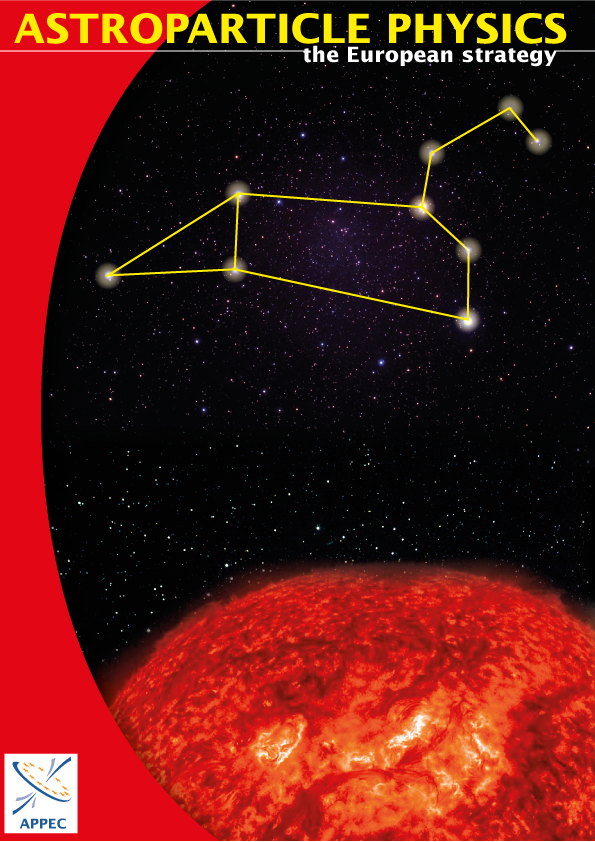 ASTROPARTICLE PHYSICS
the European strategy
APPEC